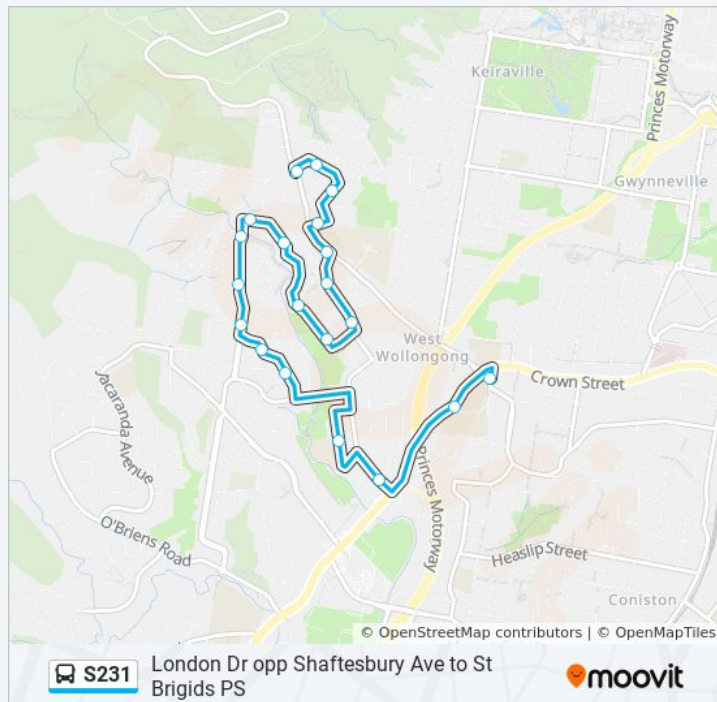 Keiraville
Princes Motorway
Gwynneville
West
Wollongong
Crown Street
Jacaranda Avenue
Princes Motorway
O'Briens Road
Heaslip Street
Coniston
© OpenStreetMap contributors | © OpenMapTiles
S231
London Dr opp Shaftesbury Ave to St
Brigids PS
moovit